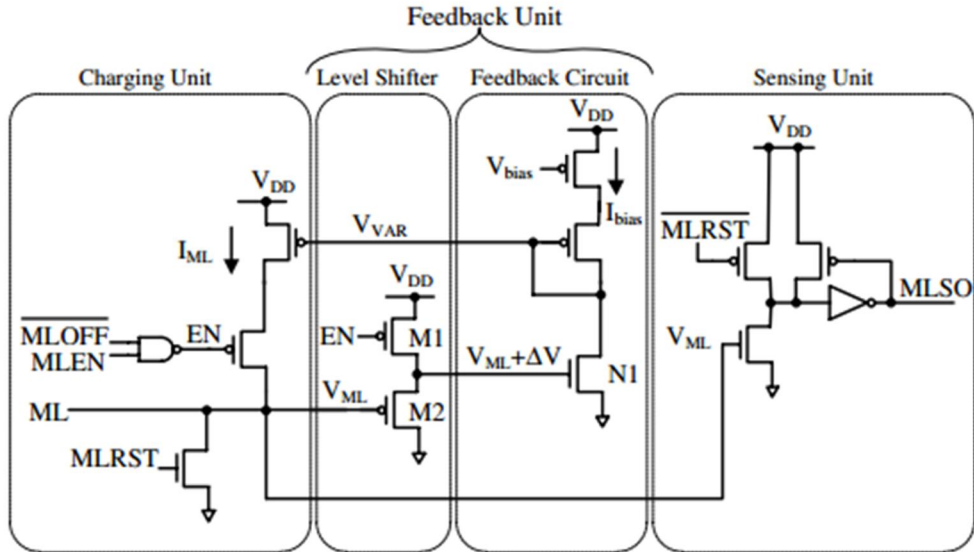 Feedback Unit
Charging Unit
Level Shifter
Feedback Circuit
Sensing Unit
VDD
Vbias
Ibias
VDD
IML
VVAR
VDD
MLRST
MLSO
MLOFF
MLEN
EN
EN
M1
VML+ΔV
N1
VML
ML
VML
M2
MLRST
VDD